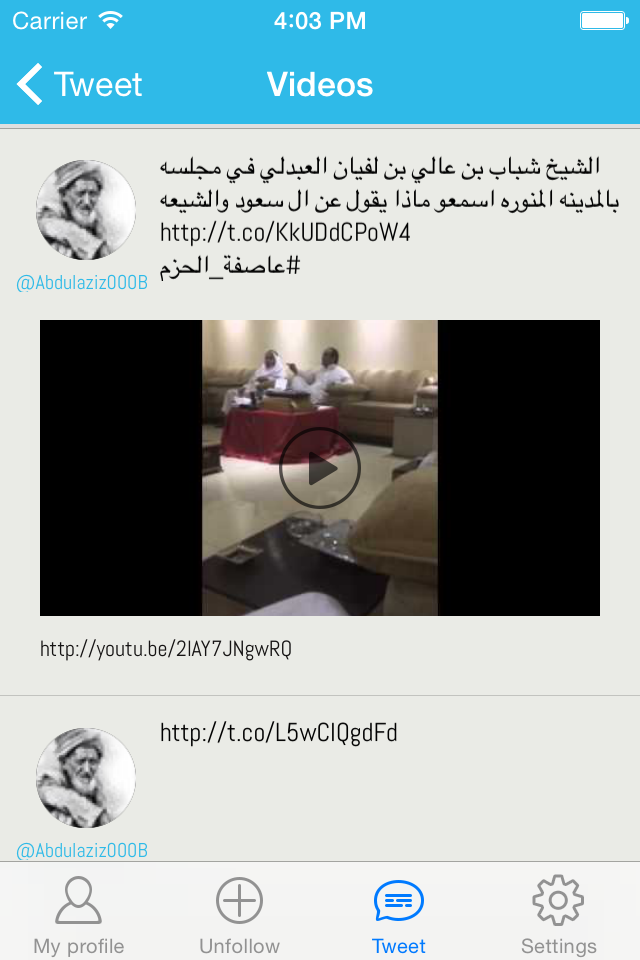 Carrier 4:03 PM
Tweet Videos
الشيخ شباب بن عالي بن لفيان العبدلي في مجلسه
بالمدينه المنوره اسمعو ماذا يقول عن ال سعود والشيعه
http://t.co/KkUDdCPoW4
#عاصفة_الحزم
@Abdulaziz000B
http://youtu.be/2IAY7JNgwRQ
http://t.co/L5wCIQgdFd
@Abdulaziz000B
My profile Unfollow Tweet Settings